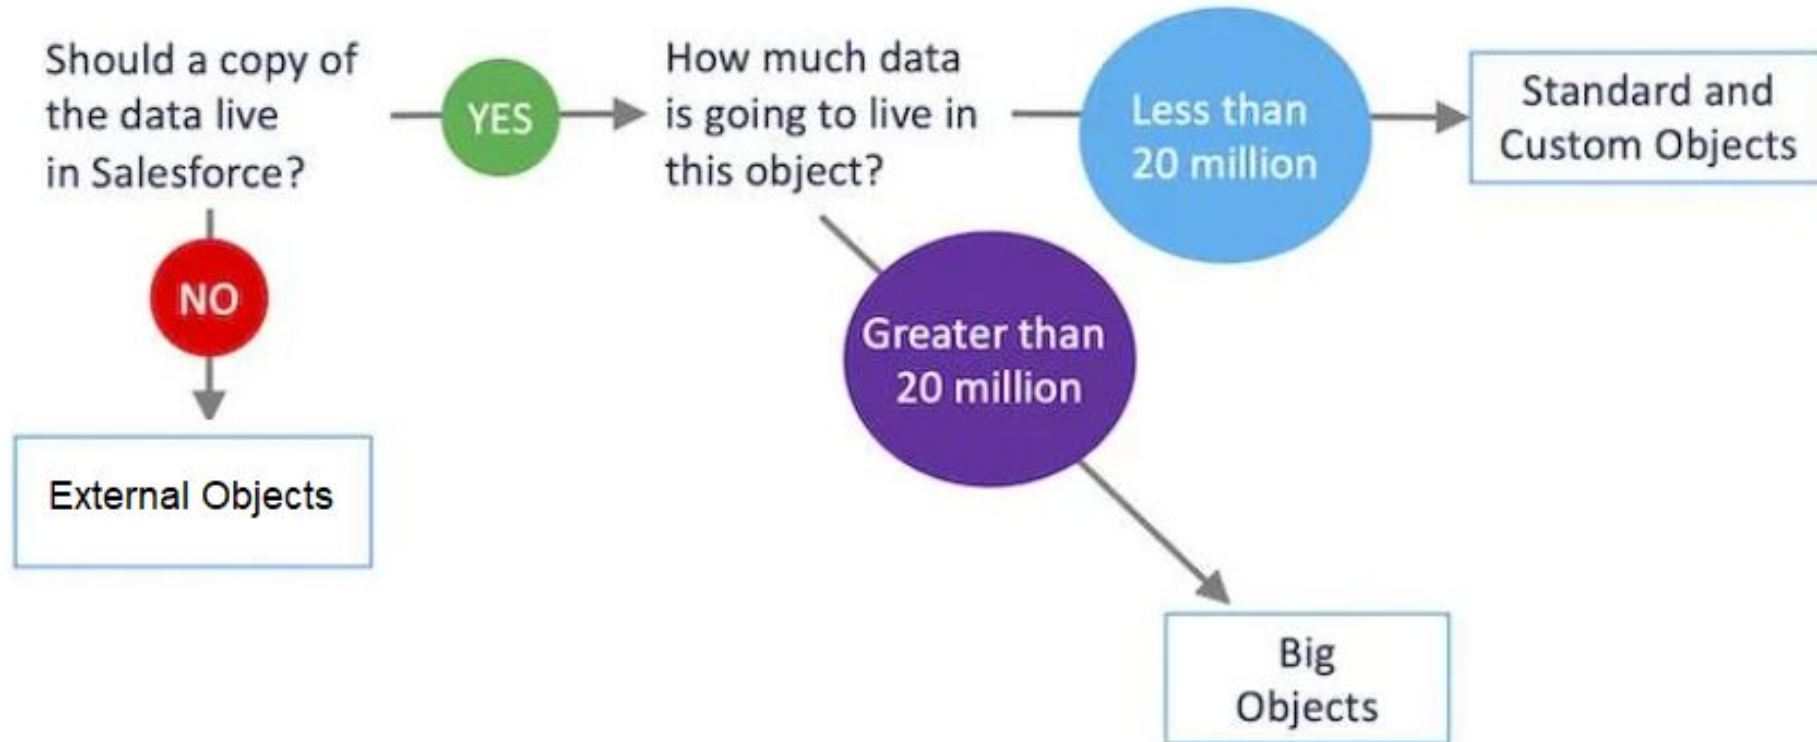 Should a copy of
the data live
in Salesforce?
YES
How much data
is going to live in
this object?
Less than
20 million
Standard and
Custom Objects
NO
Greater than
20 million
External Objects
Big
Objects